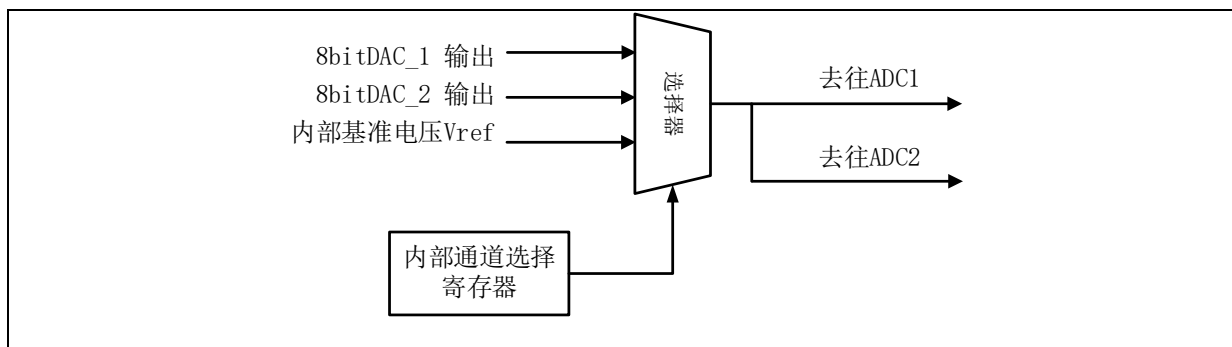 8bitDAC_1 输出
8bitDAC_2 输出
内部基准电压Vref
选择器
去往ADC1
去往ADC2
内部通道选择
寄存器